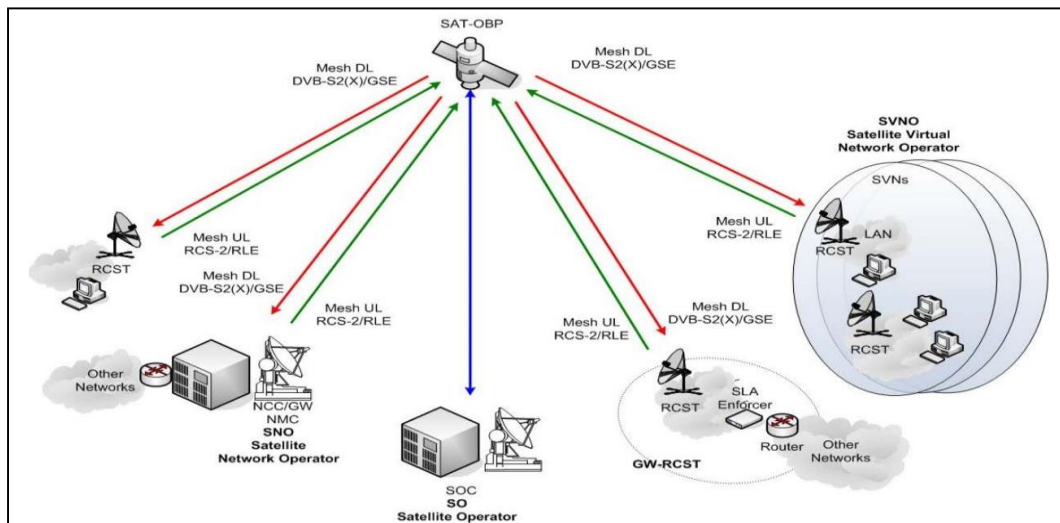 SAT-OBP
Mesh DL
DVB-S2(X)/GSE
Mesh DL
DVB-S2(X)/GSE
SVNO
Satellite Virtual
Network Operator
SVNs
LAN
RCST
RCST
Mesh UL
RCS-2/RLE
Mesh UL
RCS-2/RLE
RCST
Mesh DL
DVB-S2(X)/GSE
Mesh UL
RCS-2/RLE
Mesh UL
RCS-2/RLE
Mesh DL
DVB-S2(X)/GSE
Other
Networks
NCC/GW
NMC
SNO
Satellite
Network Operator
SOC
SO
Satellite Operator
RCST
SLA
Enforcer
Router
Other
Networks
GW-RCST